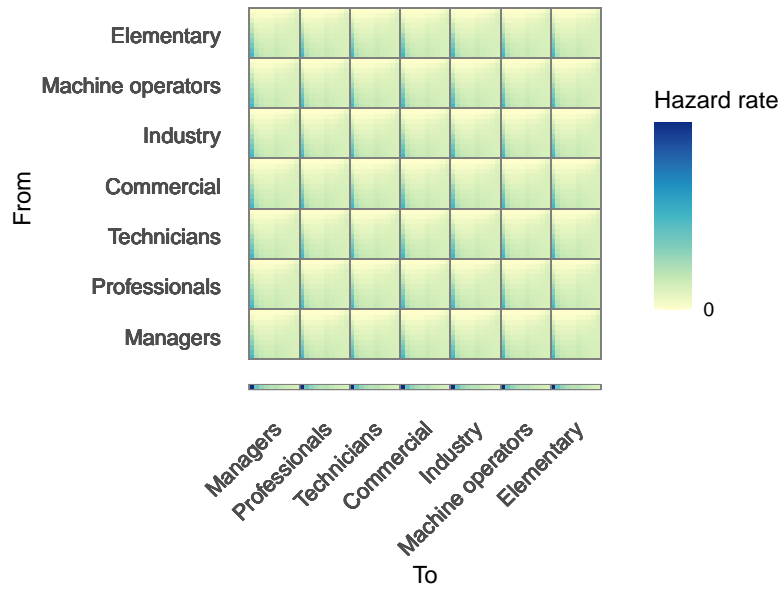 Elementary
Machine operators
Industry
Commercial
Technicians
Professionals
Managers
From
Hazard rate
0
Managers
Professionals
Technicians
Commercial
Industry
Machine operators
Elementary
To